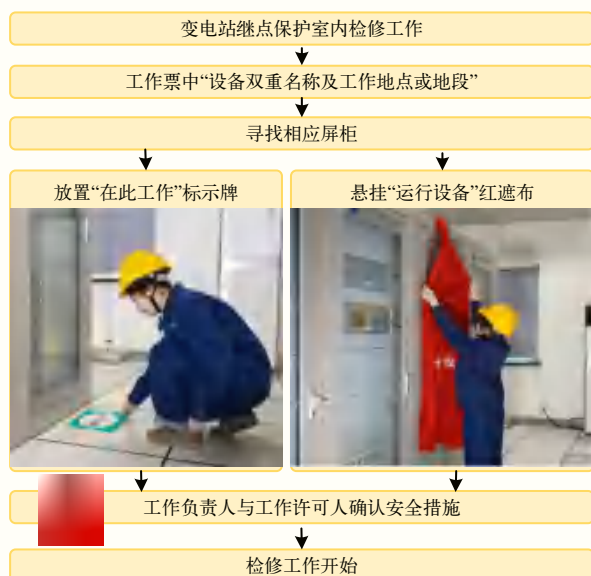 变电站继点保护室内检修工作
工作票中“设备双重名称及工作地点或地段”
寻找相应屏柜
放置“在此工作”标示牌
悬挂“运行设备”红遮布
工作负责人与工作许可人确认安全措施
检修工作开始